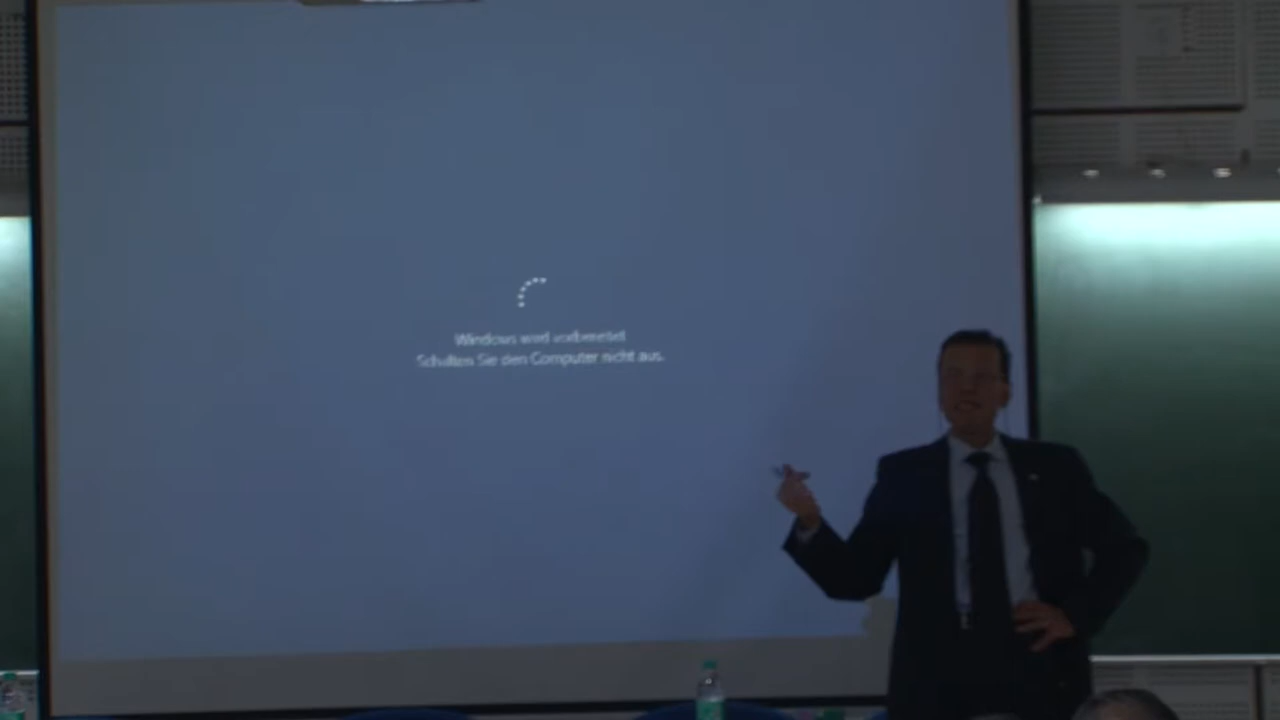 Windows wird vorbereitet.
Schalten Sie den Computer nicht aus.